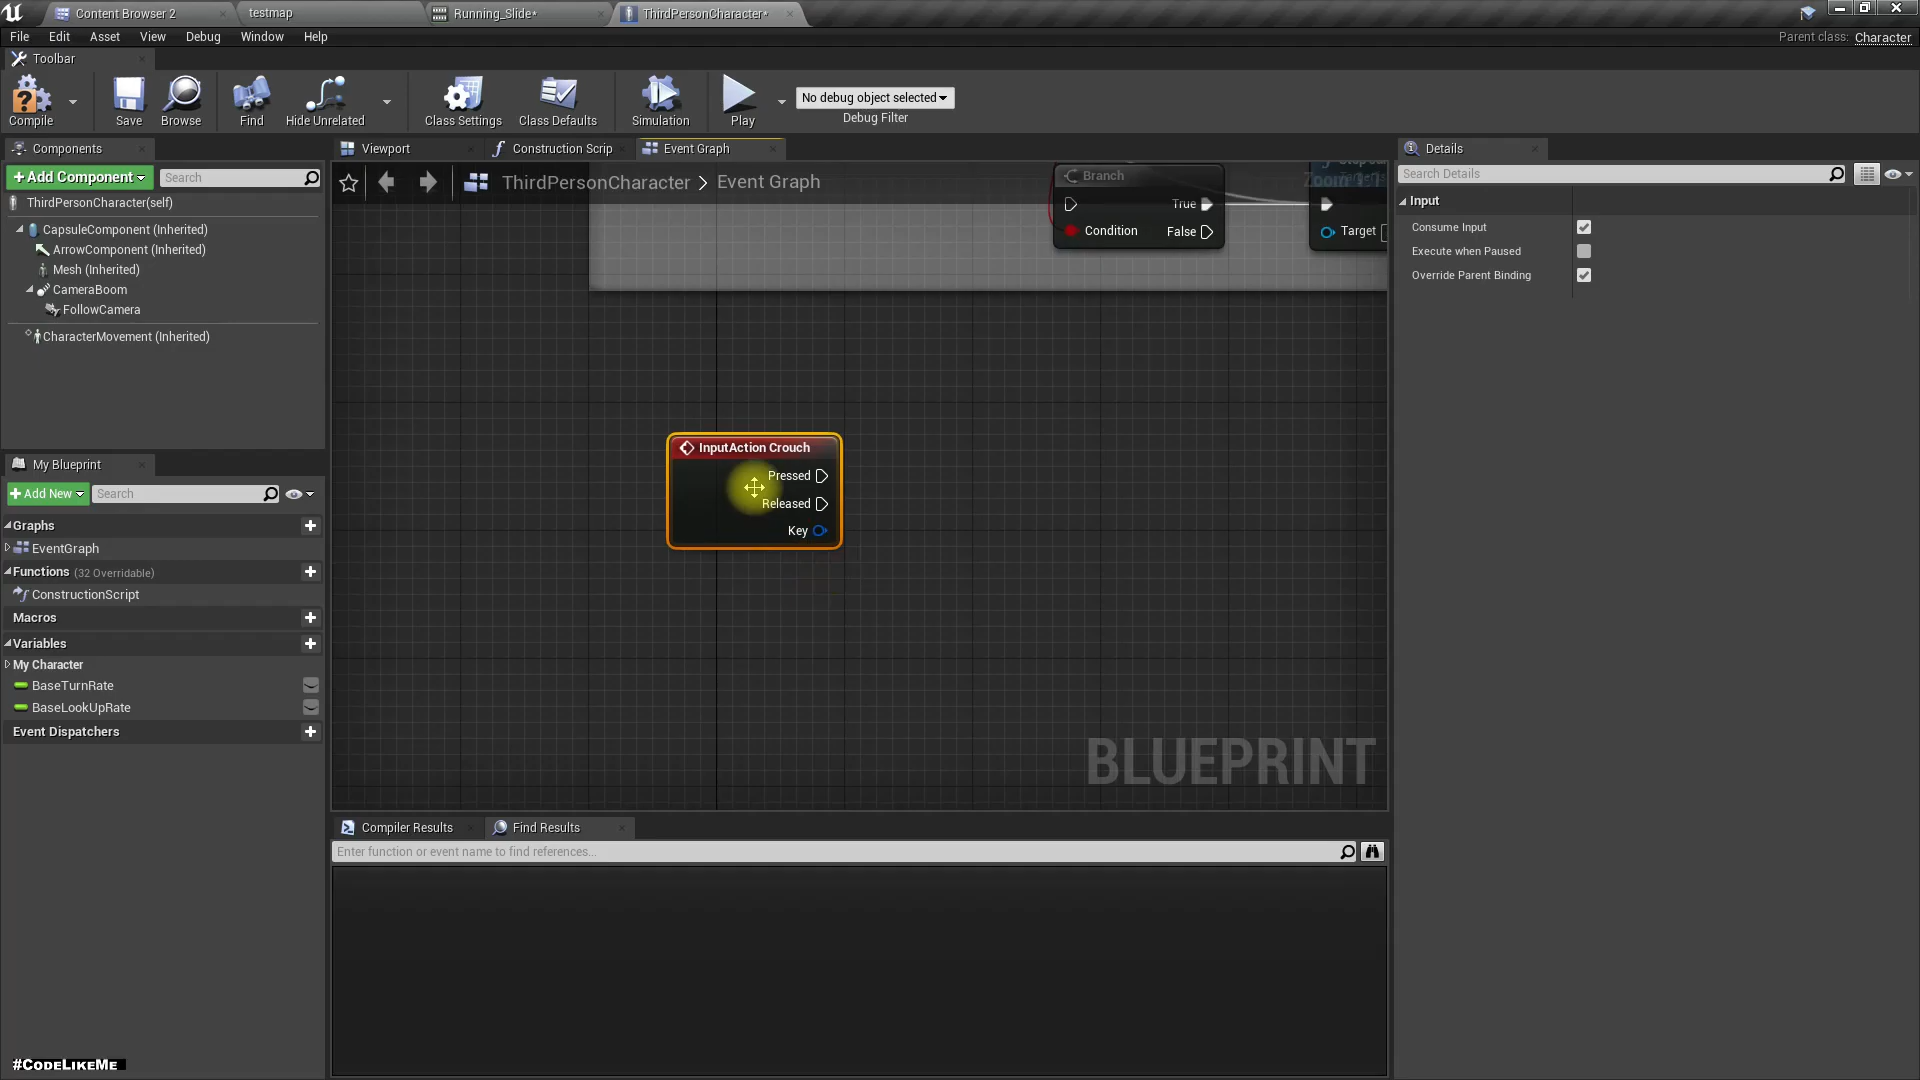 Content Browser 2
testmap
Running_Slide*
ThirdPersonCharacter*
File Edit Asset View Debug Window Help
Parent class: Character
Toolbar
Compile
Save
Browse
Find
Hide Unrelated
Class Settings
Class Defaults
Simulation
Play
No debug object selected
Debug Filter
Components
+Add Component
Search
ThirdPersonCharacter(self)
CapsuleComponent (Inherited)
ArrowComponent (Inherited)
Mesh (Inherited)
CameraBoom
FollowCamera
CharacterMovement (Inherited)
My Blueprint
+Add New
Search
Graphs
EventGraph
Functions (32 Overridable)
ConstructionScript
Macros
Variables
My Character
BaseTurnRate
BaseLookUpRate
Event Dispatchers
#CodeLikeMe
Viewport
Construction Scrip
Event Graph
ThirdPersonCharacter > Event Graph
Branch
True
Condition
False
Target
InputAction Crouch
Pressed
Released
Key
BLUEPRINT
Compiler Results
Find Results
Enter function or event name to find references...
Details
Search Details
Input
Consume Input
Execute when Paused
Override Parent Binding